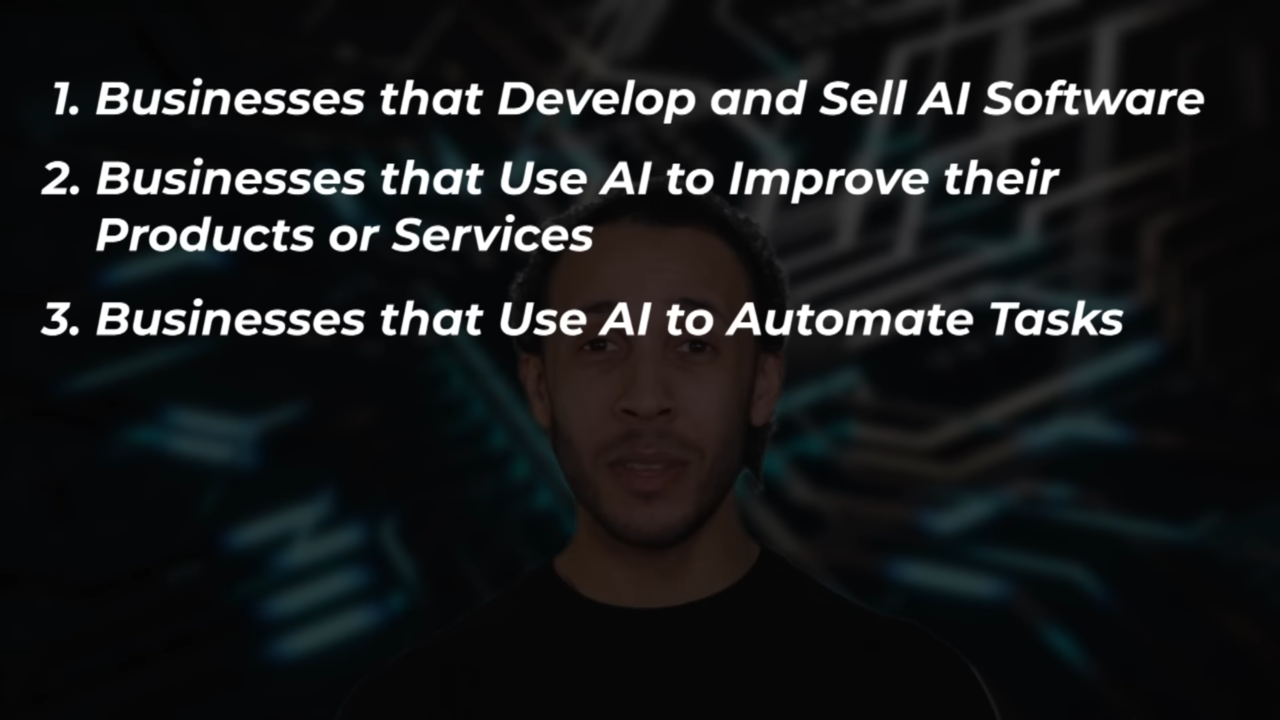 1. Businesses that Develop and Sell AI Software
2. Businesses that Use AI to Improve their
Products or Services
3. Businesses that Use AI to Automate Tasks